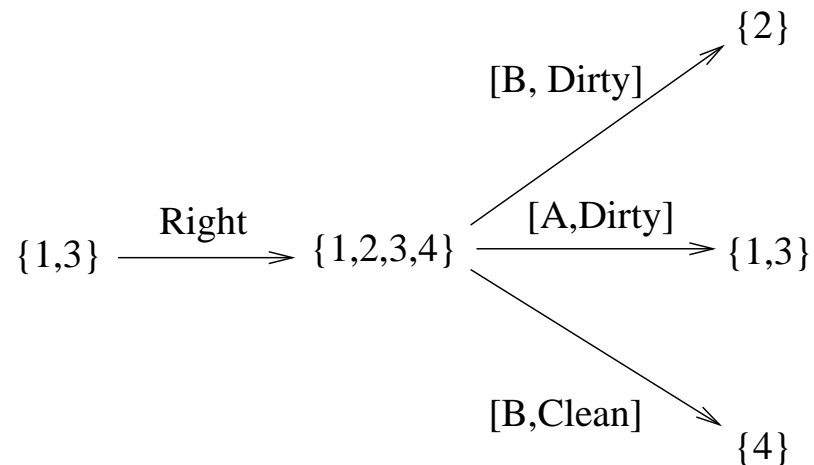 {2}
[B, Dirty]
Right
[A,Dirty]
{1,3}
{1,2,3,4}
{1,3}
[B,Clean]
{4}